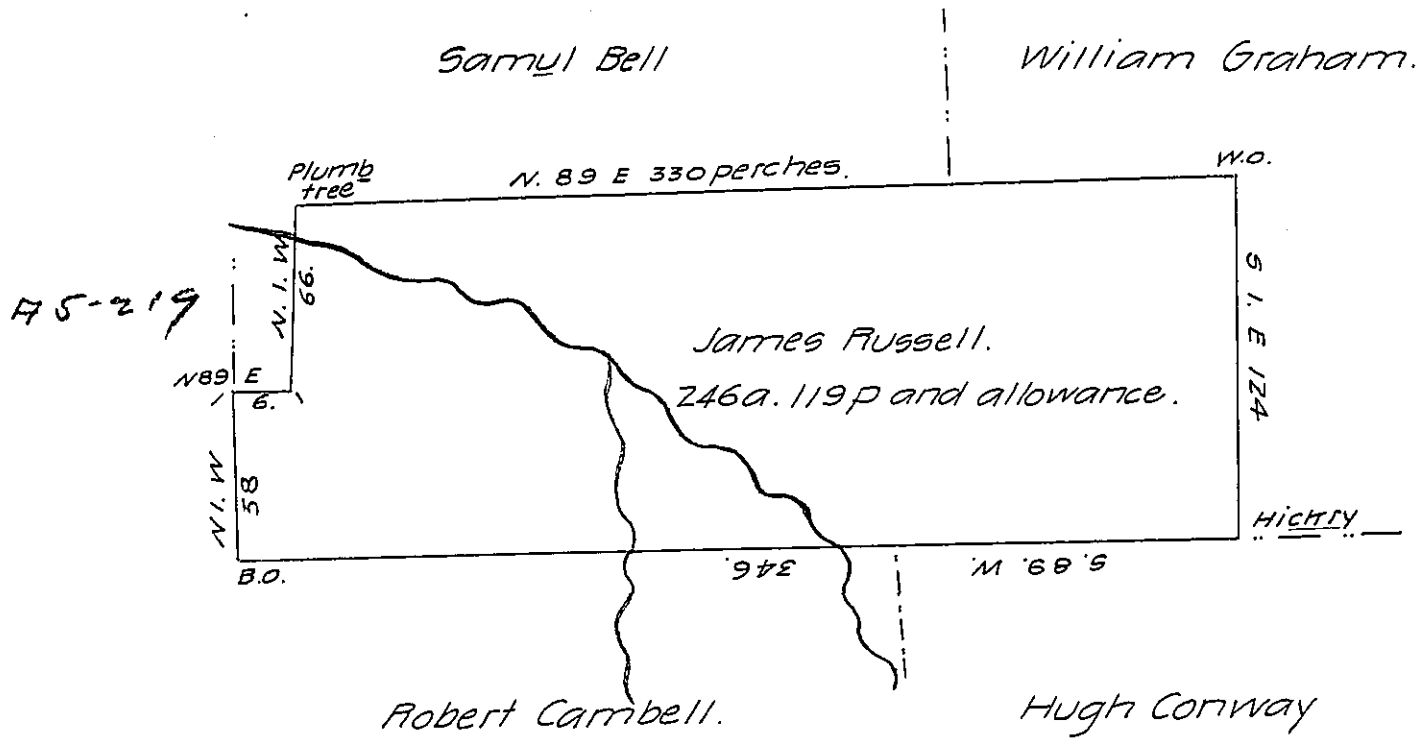 Samul Bell
William Graham.
Plumb
tree
N. 89 E 330 perches.
W.O.
N. 1. W
66.
A5-219
S 1. E 124
James Russell.
246a. 119p and allowance.
N89 E
6.
N 1. W
58
Hickry
B.O.
S. 89. W. 346.
Robert Cambell.
Hugh Conway